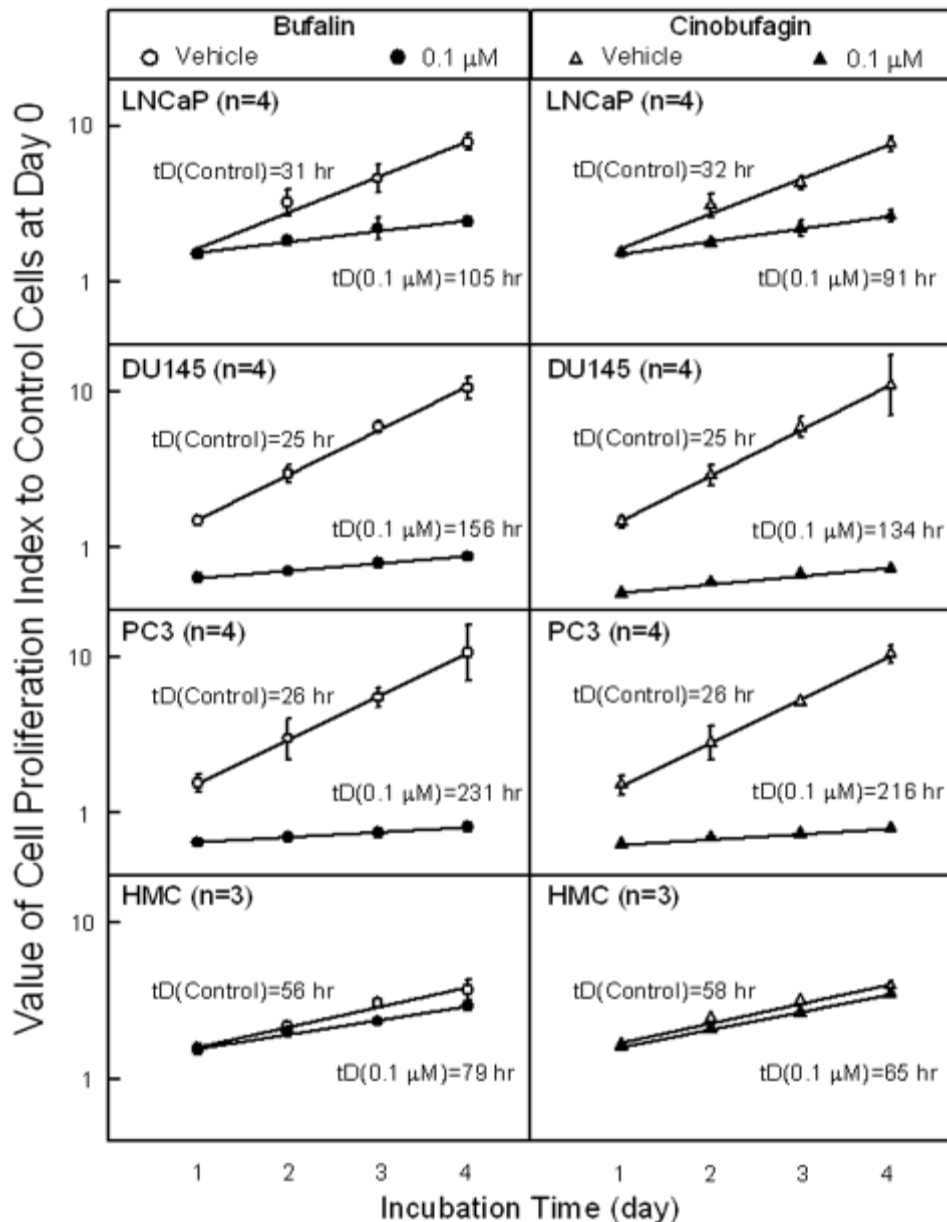 Bufalin
Vehicle
0.1 μM
Cinobufagin
Vehicle
0.1 μM
Value of Cell Proliferation Index to Control Cells at Day 0
LNCaP (n=4)
10
tD(Control)=31 hr
1
tD(0.1 μM)=105 hr
LNCaP (n=4)
tD(Control)=32 hr
tD(0.1 μM)=91 hr
DU145 (n=4)
10
tD(Control)=25 hr
tD(0.1 μM)=156 hr
1
DU145 (n=4)
tD(Control)=25 hr
tD(0.1 μM)=134 hr
PC3 (n=4)
10
tD(Control)=26 hr
tD(0.1 μM)=231 hr
1
PC3 (n=4)
tD(Control)=26 hr
tD(0.1 μM)=216 hr
HMC (n=3)
10
tD(Control)=56 hr
1
tD(0.1 μM)=79 hr
HMC (n=3)
tD(Control)=58 hr
tD(0.1 μM)=65 hr
1 2 3 4
1 2 3 4
Incubation Time (day)